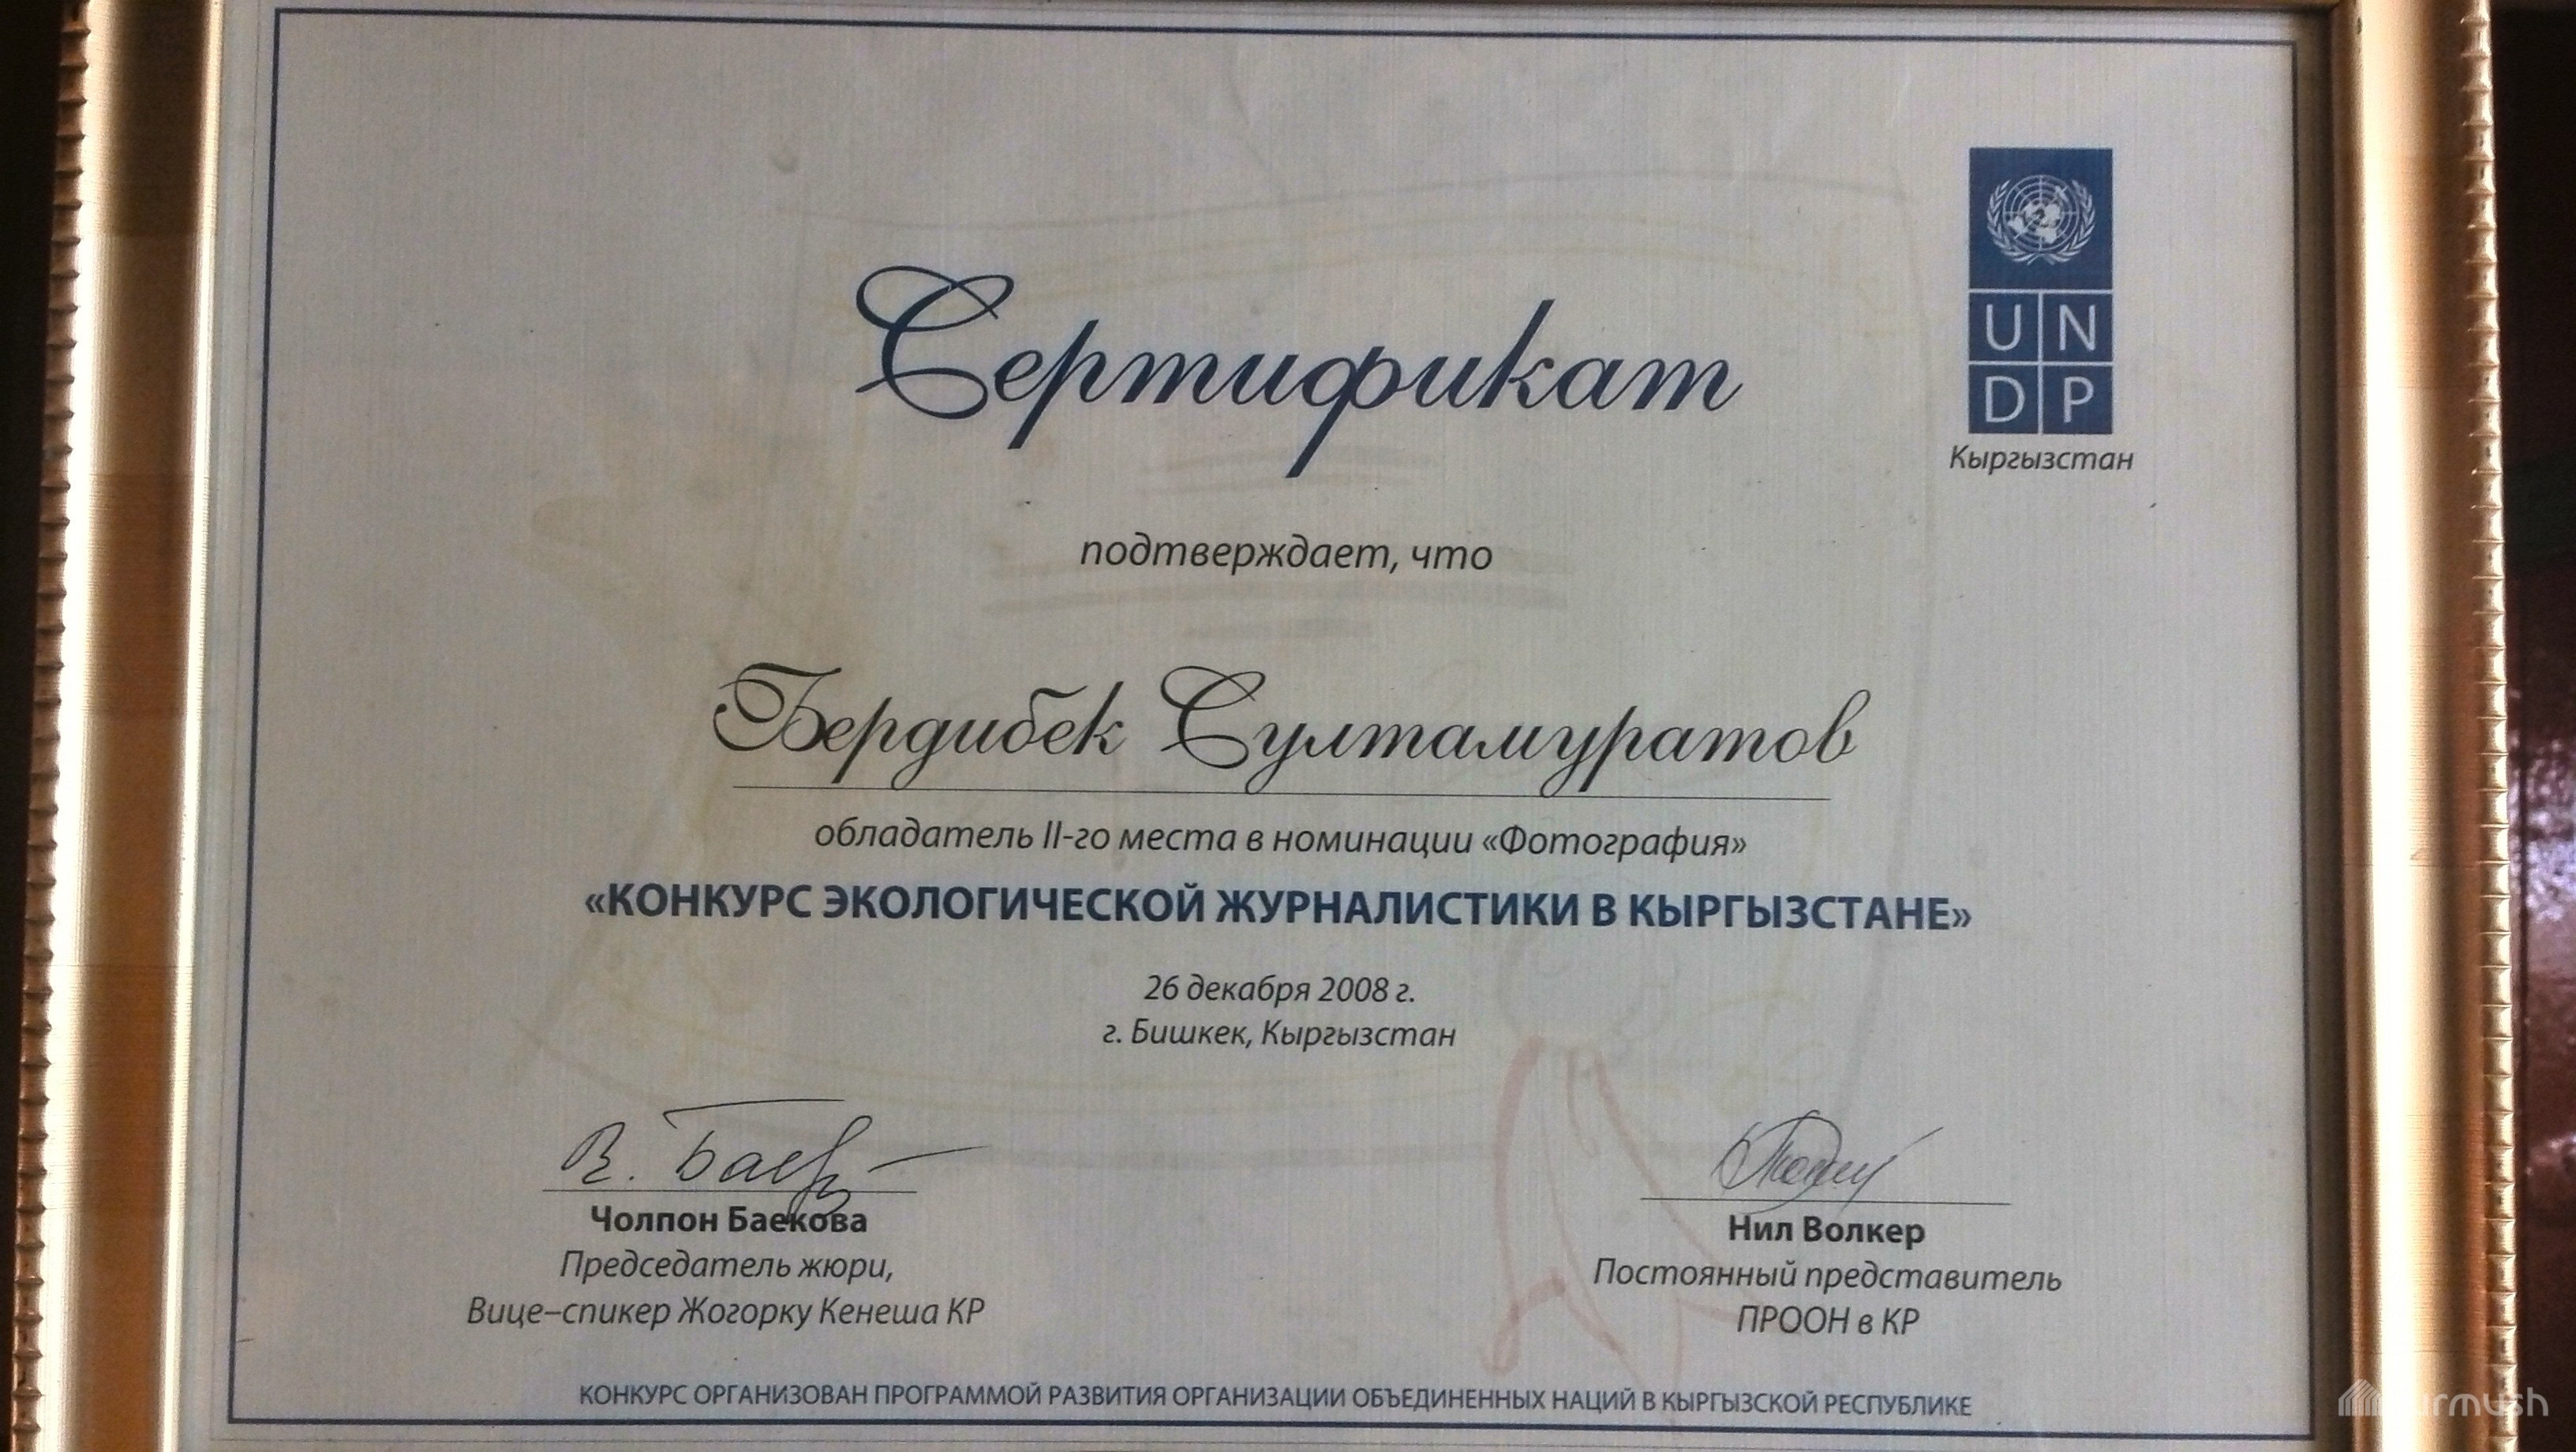 Сертификат
UN
DP
Кыргызстан
подтверждает, что
Бердибек Султамуратов
обладатель II-го места в номинации «Фотография»
«КОНКУРС ЭКОЛОГИЧЕСКОЙ ЖУРНАЛИСТИКИ В КЫРГЫЗСТАНЕ»
26 декабря 2008 г.
г. Бишкек, Кыргызстан
Чолпон Баекова
Председатель жюри,
Вице–спикер Жогорку Кенеша КР
Нил Волкер
Постоянный представитель
ПРООН в КР
КОНКУРС ОРГАНИЗОВАН ПРОГРАММОЙ РАЗВИТИЯ ОРГАНИЗАЦИИ ОБЪЕДИНЕННЫХ НАЦИЙ В КЫРГЫЗСКОЙ РЕСПУБЛИКЕ